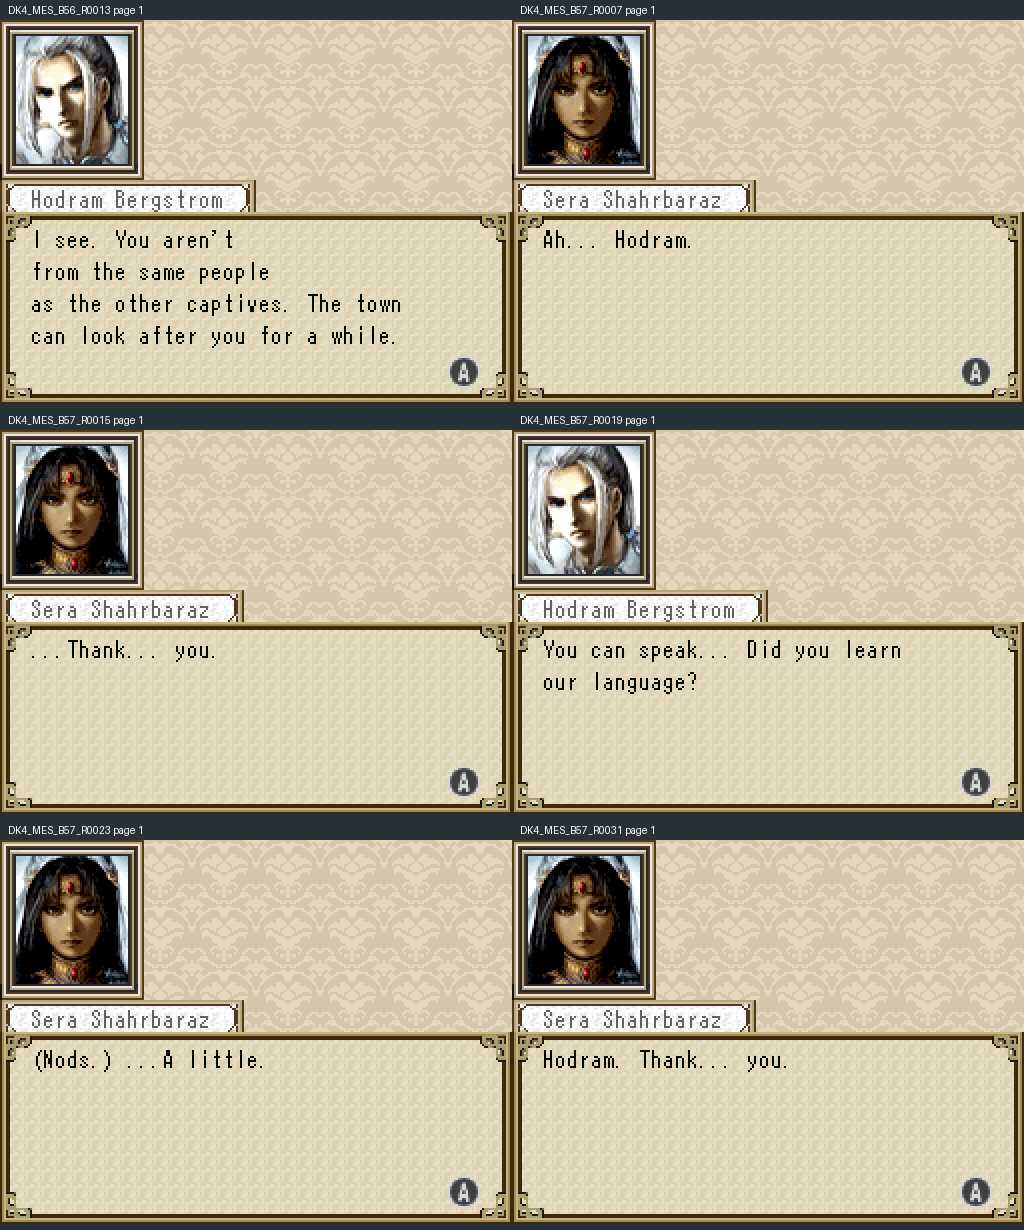 DK4_MES_B56_R0013 page 1
Hodram Bergstrom
I see. You aren't
from the same people
as the other captives. The town
can look after you for a while.
A
DK4_MES_B57_R0007 page 1
Sera Shahrbaraz
Ah... Hodram.
A
DK4_MES_B57_R0015 page 1
Sera Shahrbaraz
...Thank... you.
A
DK4_MES_B57_R0019 page 1
Hodram Bergstrom
You can speak... Did you learn
our language?
A
DK4_MES_B57_R0023 page 1
Sera Shahrbaraz
(Nods.) ...A little.
A
DK4_MES_B57_R0031 page 1
Sera Shahrbaraz
Hodram. Thank... you.
A